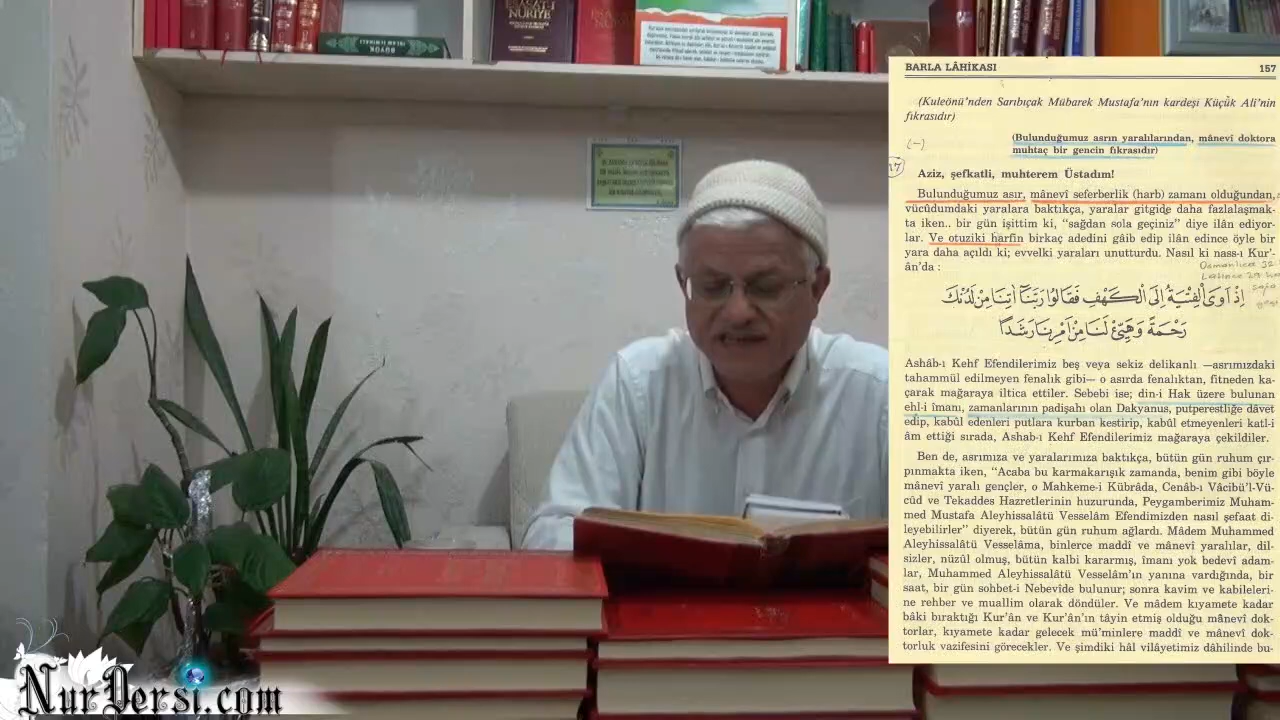 BARLA LÂHİKASI 157
(Kuleönü'nden Sarıbıçak Mübarek Mustafa'nın kardeşi Küçük Ali'nin
fıkrasıdır)
(Bulunduğumuz asrın yaralılarından, mânevî doktora
muhtaç bir gencin fıkrasıdır)
Aziz, şefkatli, muhterem Üstadım!
Bulunduğumuz asır, mânevî seferberlik (harb) zamanı olduğundan,
vücûdumdaki yaralara baktıkça, yaralar gitgide daha fazlalaşmak-
ta iken.. bir gün işittim ki, "sağdan sola geçiniz" diye ilân ediyor-
lar. Ve otuziki harfin birkaç adedini gâib edip ilân edince öyle bir
yara daha açıldı ki; evvelki yaraları unutturdu. Nasıl ki nass-ı Kur'-
ân'da :
اِذْ اَوَى الْفِتْيَةُ اِلَى الْكَهْفِ فَقَالُوا رَبَّنَا اٰتِنَا مِنْ لَدُنْكَ
رَحْمَةً وَهَيِّئْ لَنَا مِنْ اَمْرِنَا رَشَدًا
Ashâb-ı Kehf Efendilerimiz beş veya sekiz delikanlı —asrımızdaki
tahammül edilmeyen fenalık gibi— o asırda fenalıktan, fitneden ka-
çarak mağaraya iltica ettiler. Sebebi ise; din-i Hak üzere bulunan
ehl-i imanı, zamanlarının padişahı olan Dakyanus, putperestliğe dâvet
edip, kabûl edenleri putlara kurban kestirip, kabûl etmeyenleri katl-i
âm ettiği sırada, Ashab-ı Kehf Efendilerimiz mağaraya çekildiler.
Ben de, asrımıza ve yaralarımıza baktıkça, bütün gün ruhum çır-
pınmakta iken, "Acaba bu karmakarışık zamanda, benim gibi böyle
mânevî yaralı gençler, o Mahkeme-i Kübrâda, Cenâb-ı Vâcibü'l-Vü-
cûd ve Tekaddes Hazretlerinin huzurunda, Peygamberimiz Muham-
med Mustafa Aleyhissalâtü Vesselâm Efendimizden nasıl şefaat di-
leyebilirler" diyerek, bütün gün ruhum ağlardı. Mâdem Muhammed
Aleyhissalâtü Vesselâma, binlerce maddî ve mânevî yaralılar, dil-
sizler, nüzûl olmuş, bütün kalbi kararmış, îmanı yok bedevî adam-
lar, Muhammed Aleyhissalâtü Vesselâm'ın yanına vardığında, bir
saat, bir gün sohbet-i Nebevîde bulunur; sonra kavim ve kabileleri-
ne rehber ve muallim olarak döndüler. Ve mâdem kıyamete kadar
bâki bıraktığı Kur'ân ve Kur'ân'ın tâyin etmiş olduğu mânevî dok-
torlar, kıyamete kadar gelecek mü'minlere maddî ve mânevî dok-
torluk vazifesini görecekler. Ve şimdiki hâl vilâyetimiz dâhilinde bu-
NurDersi.com